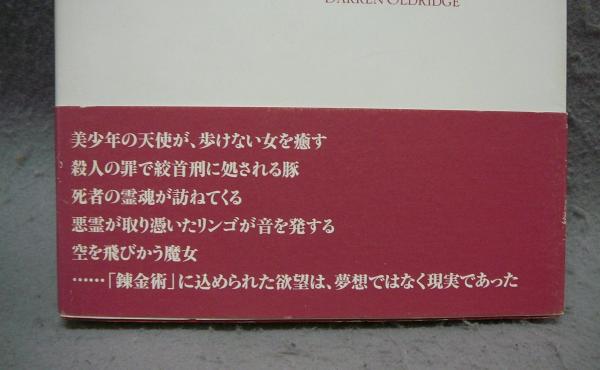 DARREN OLDRIDGE
美少年の天使が、歩けない女を癒す
殺人の罪で絞首刑に処される豚
死者の霊魂が訪ねてくる
悪霊が取り憑いたリンゴが音を発する
空を飛びかう魔女
……「錬金術」に込められた欲望は、夢想ではなく現実であった